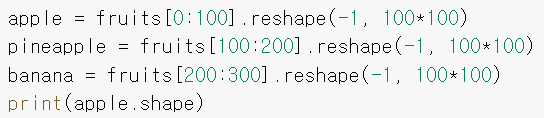 apple = fruits[0:100].reshape(-1, 100*100)
pineapple = fruits[100:200].reshape(-1, 100*100)
banana = fruits[200:300].reshape(-1, 100*100)
print(apple.shape)